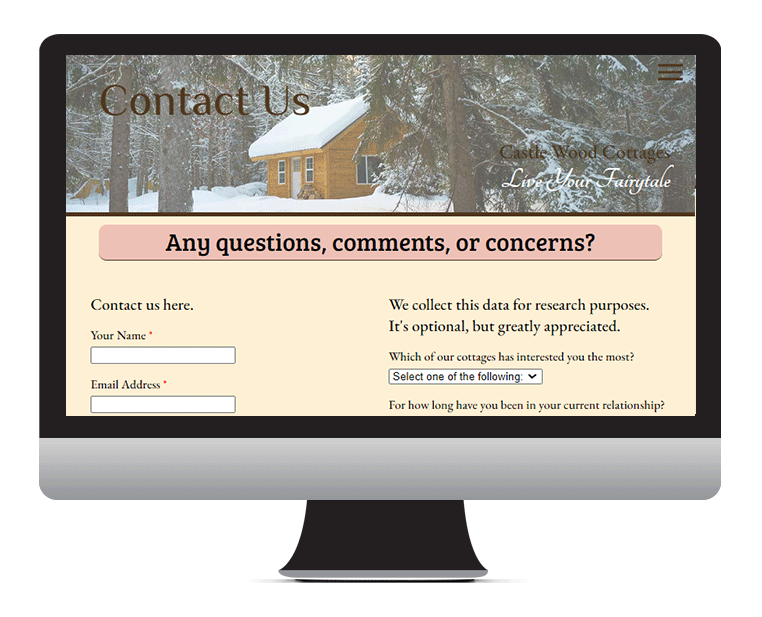 Contact Us
Castle Wood Cottages
Live Your Fairytale
Any questions, comments, or concerns?
Contact us here.
Your Name *
Email Address *
We collect this data for research purposes.
It's optional, but greatly appreciated.
Which of our cottages has interested you the most?
Select one of the following:
For how long have you been in your current relationship?